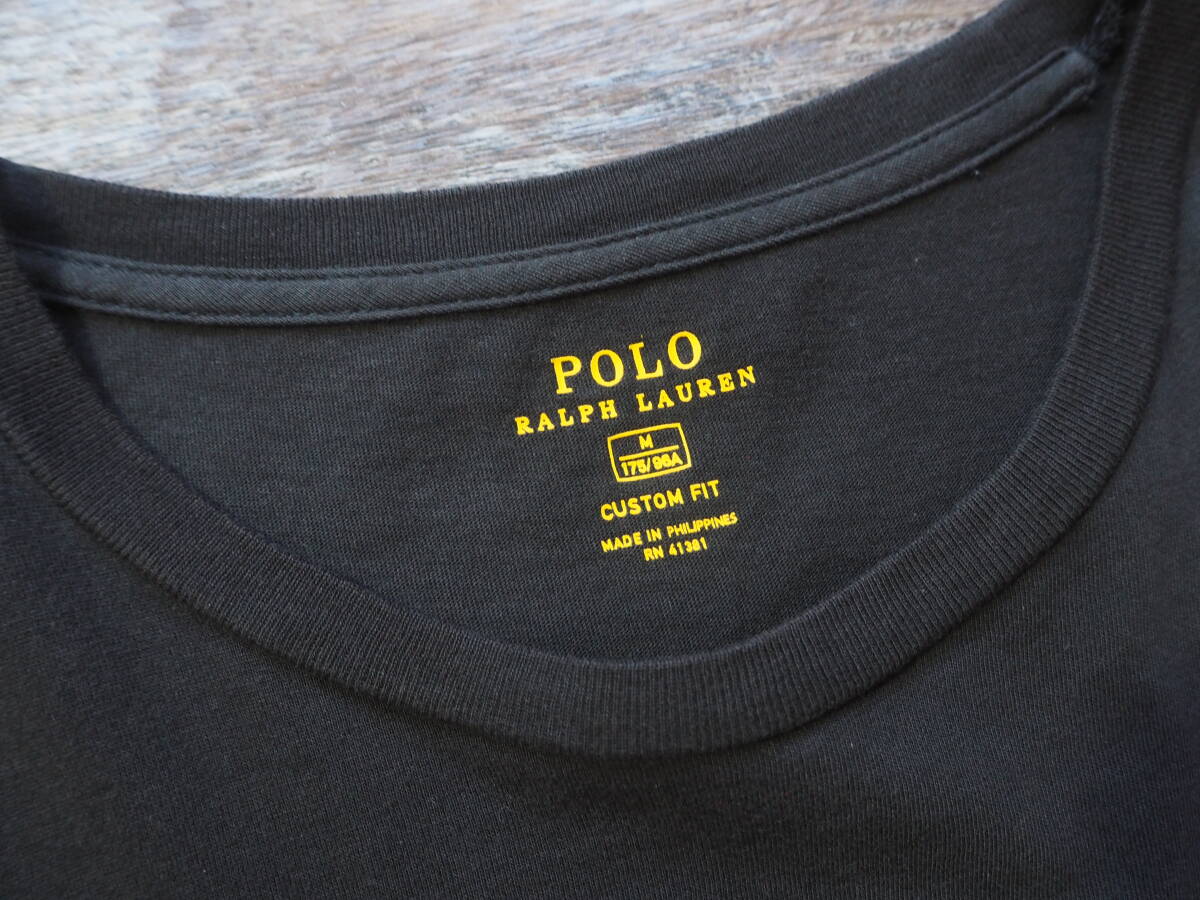 POLO
RALPH LAUREN
M
175/96A
CUSTOM FIT
MADE IN PHILIPPINES
RN 41381